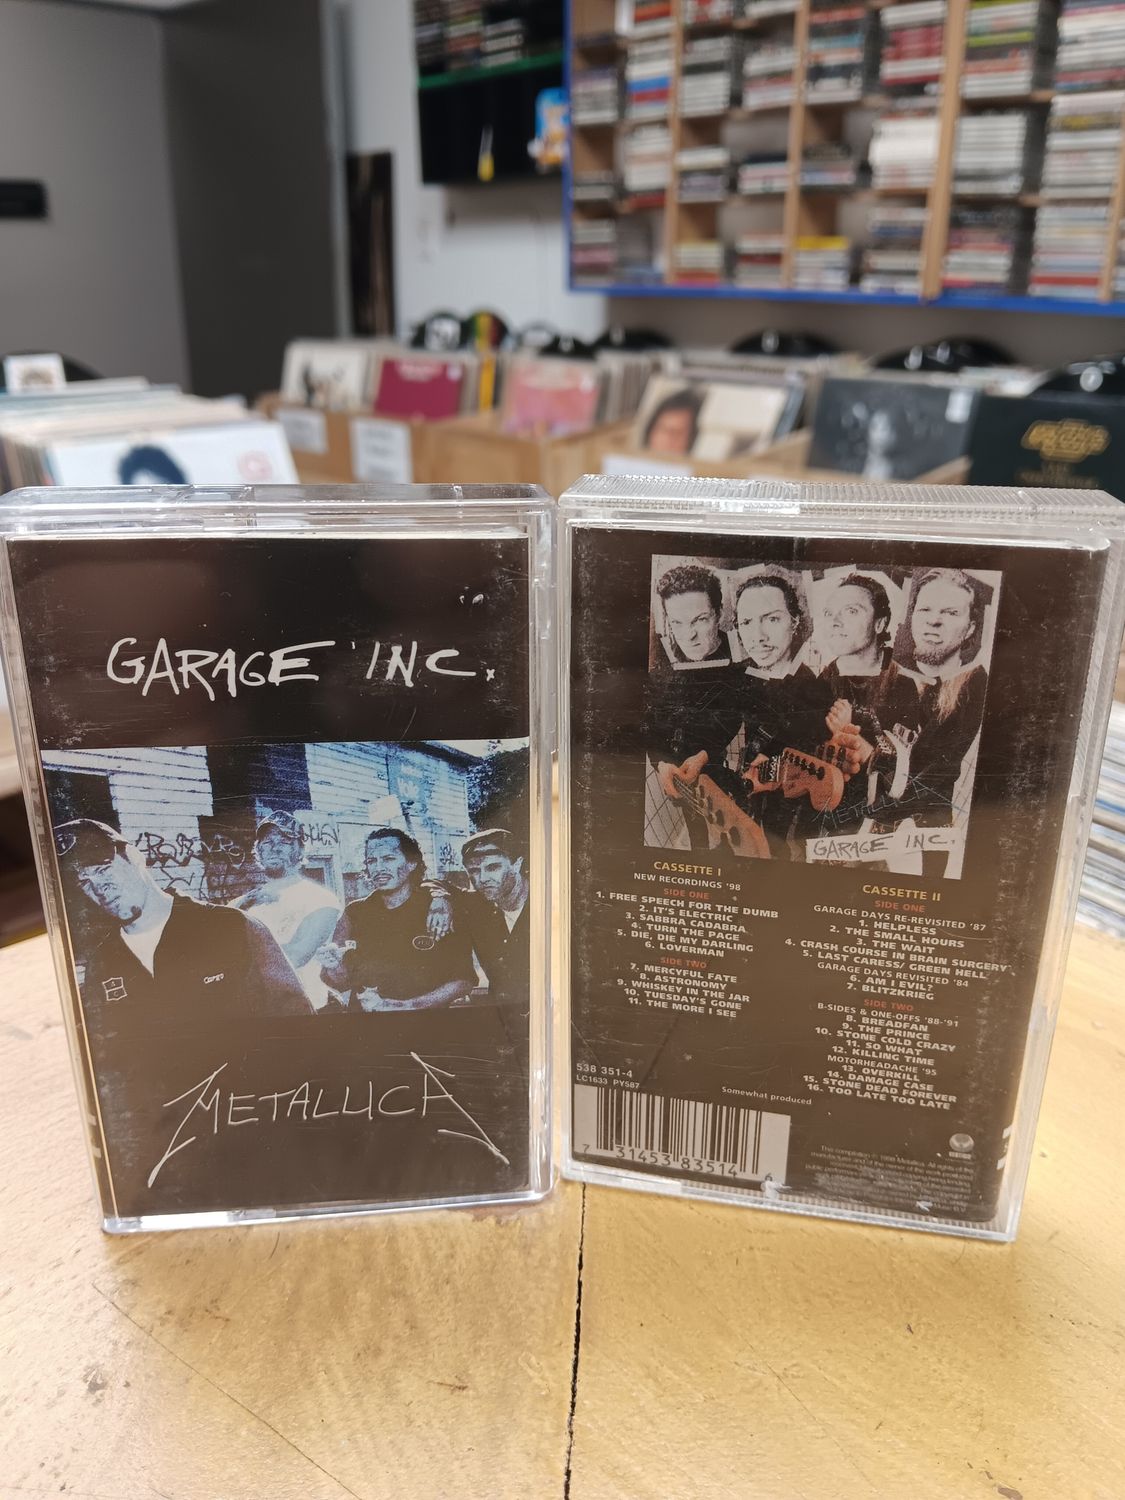 GARAGE INC.
METALLICA
METALLICA
GARAGE INC.
CASSETTE I
NEW RECORDINGS '98
SIDE ONE
1. FREE SPEECH FOR THE DUMB
2. IT'S ELECTRIC
3. SABBRA CADABRA
4. TURN THE PAGE
5. DIE, DIE MY DARLING
6. LOVERMAN
SIDE TWO
7. MERCYFUL FATE
8. ASTRONOMY
9. WHISKEY IN THE JAR
10. TUESDAY'S GONE
11. THE MORE I SEE
CASSETTE II
SIDE ONE
GARAGE DAYS RE-REVISITED '87
1. HELPLESS
2. THE SMALL HOURS
3. THE WAIT
4. CRASH COURSE IN BRAIN SURGERY
5. LAST CARESS/ GREEN HELL
GARAGE DAYS REVISITED '84
6. AM I EVIL?
7. BLITZKRIEG
SIDE TWO
B-SIDES & ONE-OFFS '88-'91
8. BREADFAN
9. THE PRINCE
10. STONE COLD CRAZY
11. SO WHAT
12. KILLING TIME
MOTORHEADACHE '95
13. OVERKILL
14. DAMAGE CASE
15. STONE DEAD FOREVER
16. TOO LATE TOO LATE
538 351-4
LC1633 PY587
Somewhat produced
7 31453 83514 6